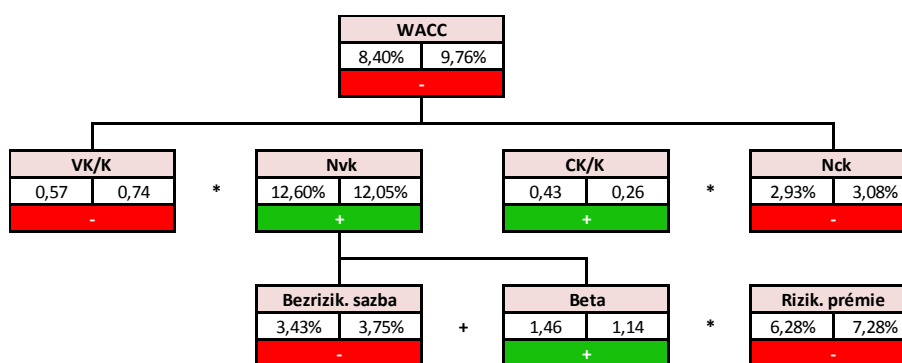 WACC
8,40% 9,76%
-
VK/K Nvk CK/K Nck
0,57 0,74 * 12,60% 12,05% 0,43 0,26 * 2,93% 3,08%
- + + -
Bezrizik. sazba Beta Rizik. prémie
3,43% 3,75% + 1,46 1,14 * 6,28% 7,28%
- + -